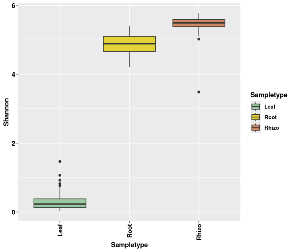 6
4
2
0
Shannon
Leaf
Root
Rhizo
Sampletype
Sampletype
Leaf
Root
Rhizo